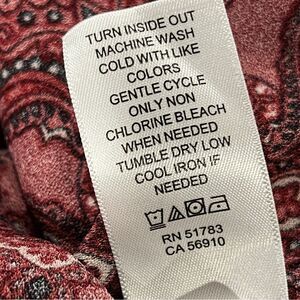 TURN INSIDE OUT
MACHINE WASH
COLD WITH LIKE
COLORS
GENTLE CYCLE
ONLY NON
CHLORINE BLEACH
WHEN NEEDED
TUMBLE DRY LOW
COOL IRON IF
NEEDED
RN 51783
CA 56910